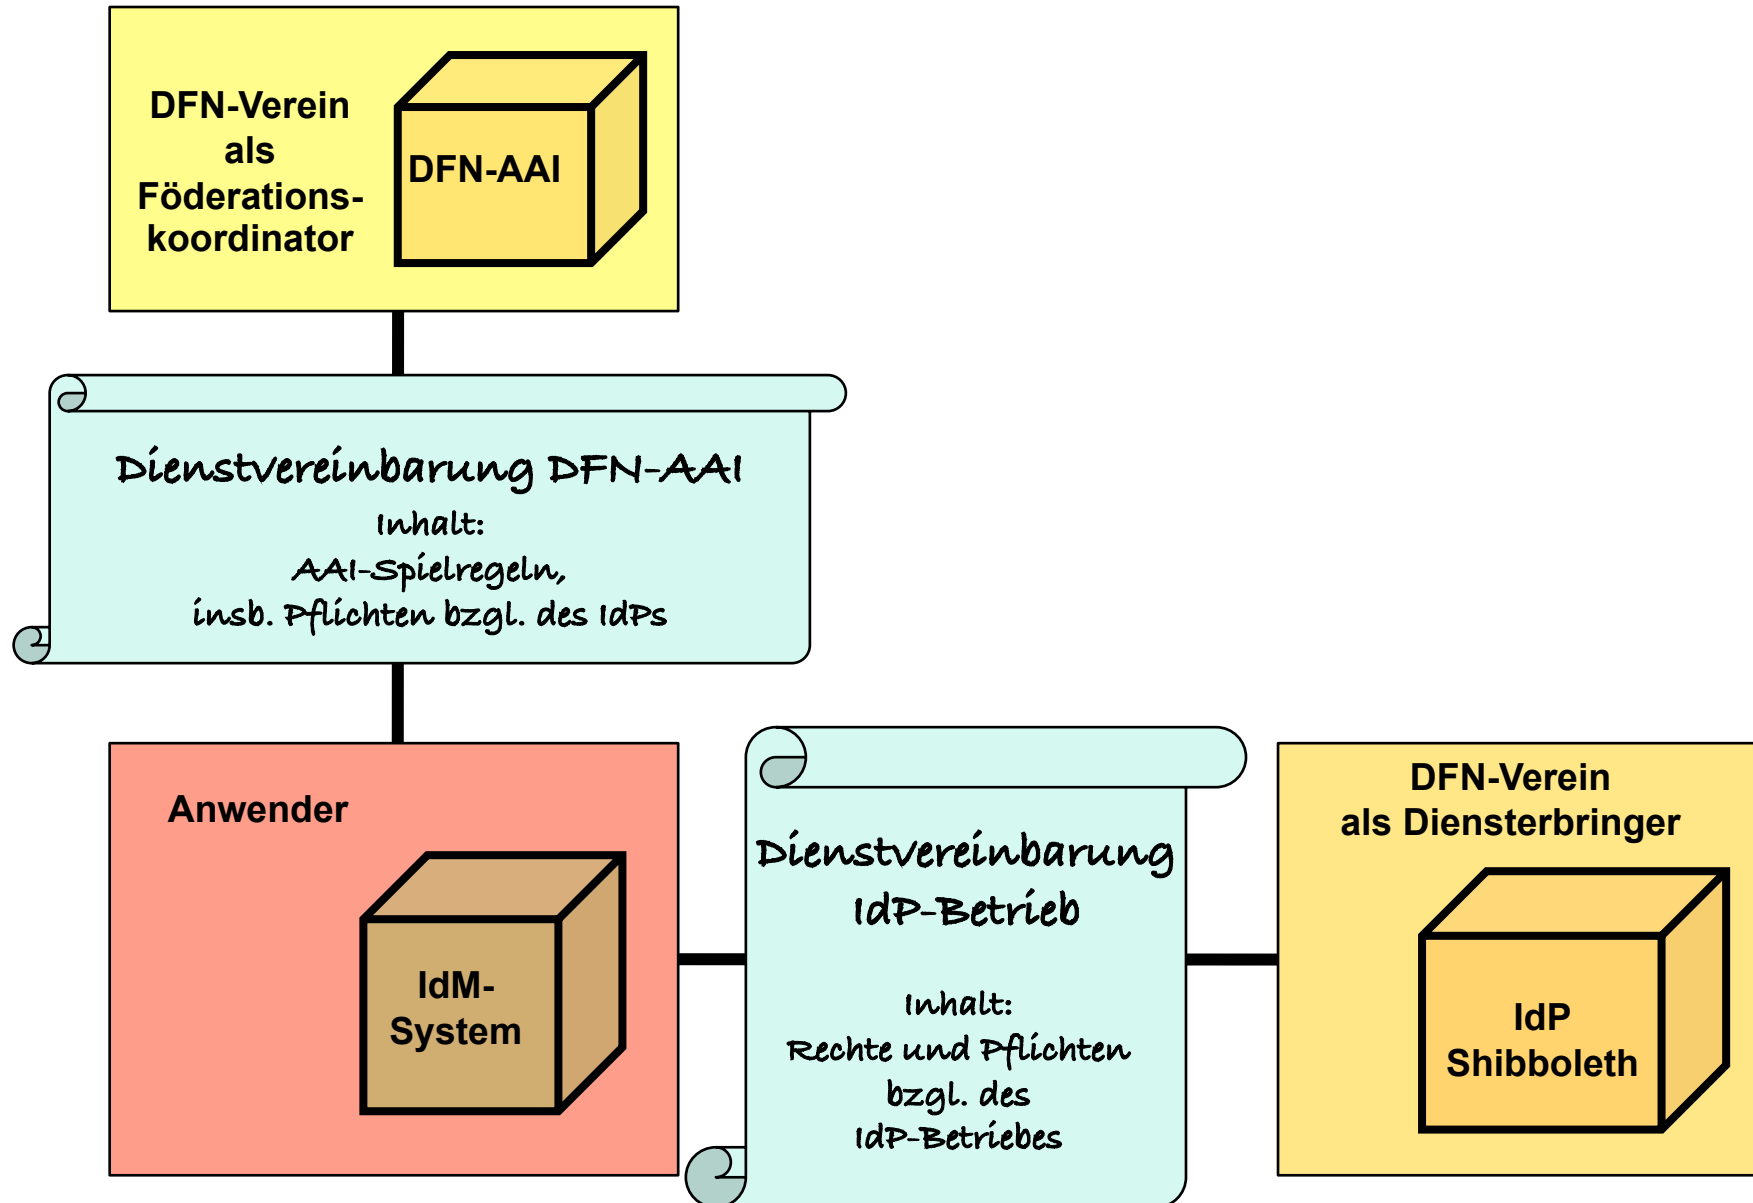 DFN-Verein
als
Föderations-
koordinator
DFN-AAI
Dienstvereinbarung DFN-AAI
Inhalt:
AAI-Spielregeln,
insb. Pflichten bzgl. des IdPs
Anwender
IdM-
System
Dienstvereinbarung
IdP-Betrieb
Inhalt:
Rechte und Pflichten
bzgl. des
IdP-Betriebes
DFN-Verein
als Diensterbringer
IdP
Shibboleth